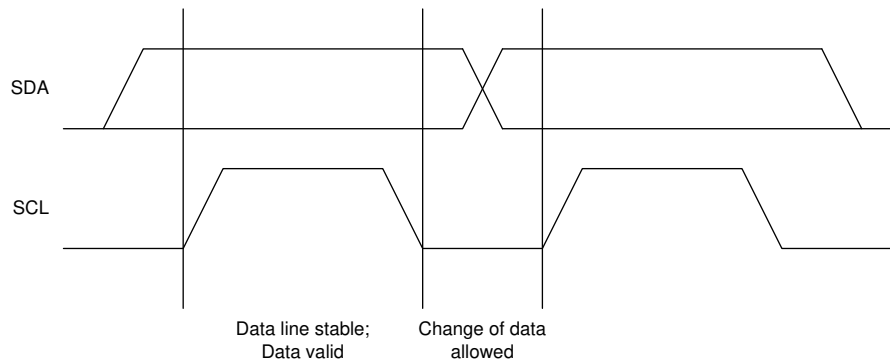 SDA
SCL
Data line stable;
Data valid
Change of data
allowed